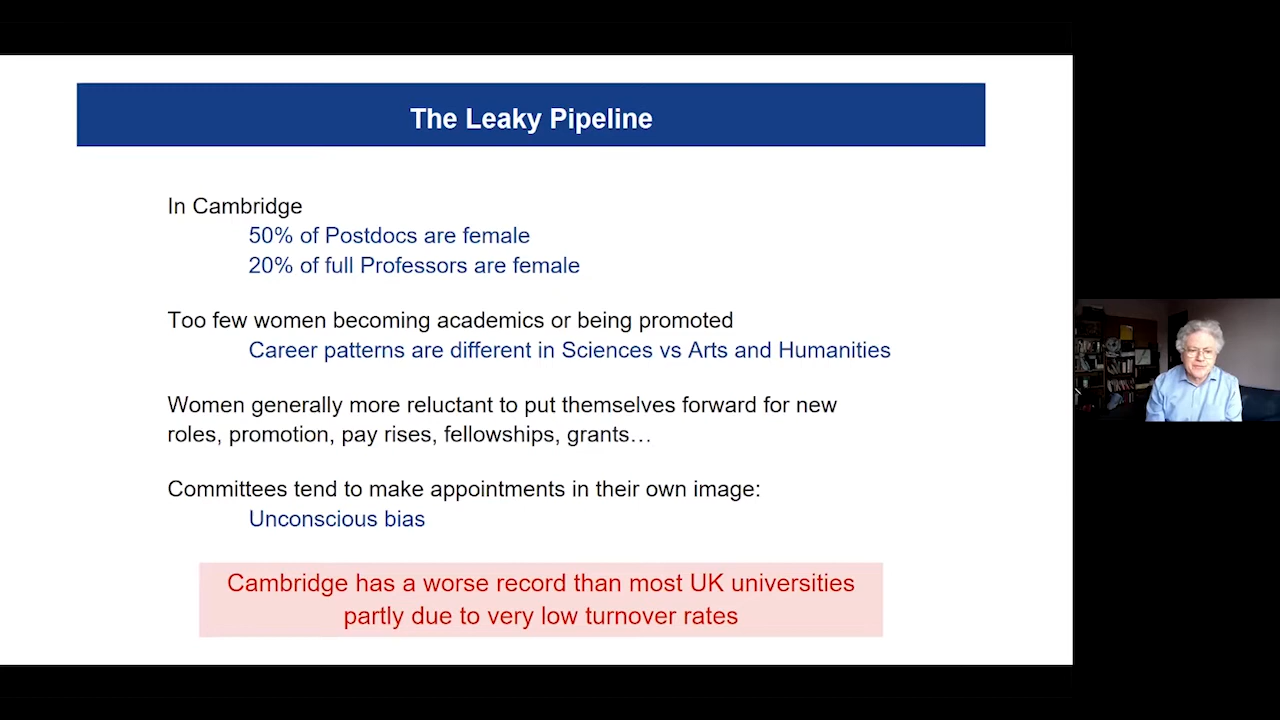 The Leaky Pipeline
In Cambridge
50% of Postdocs are female
20% of full Professors are female
Too few women becoming academics or being promoted
Career patterns are different in Sciences vs Arts and Humanities
Women generally more reluctant to put themselves forward for new
roles, promotion, pay rises, fellowships, grants…
Committees tend to make appointments in their own image:
Unconscious bias
Cambridge has a worse record than most UK universities
partly due to very low turnover rates